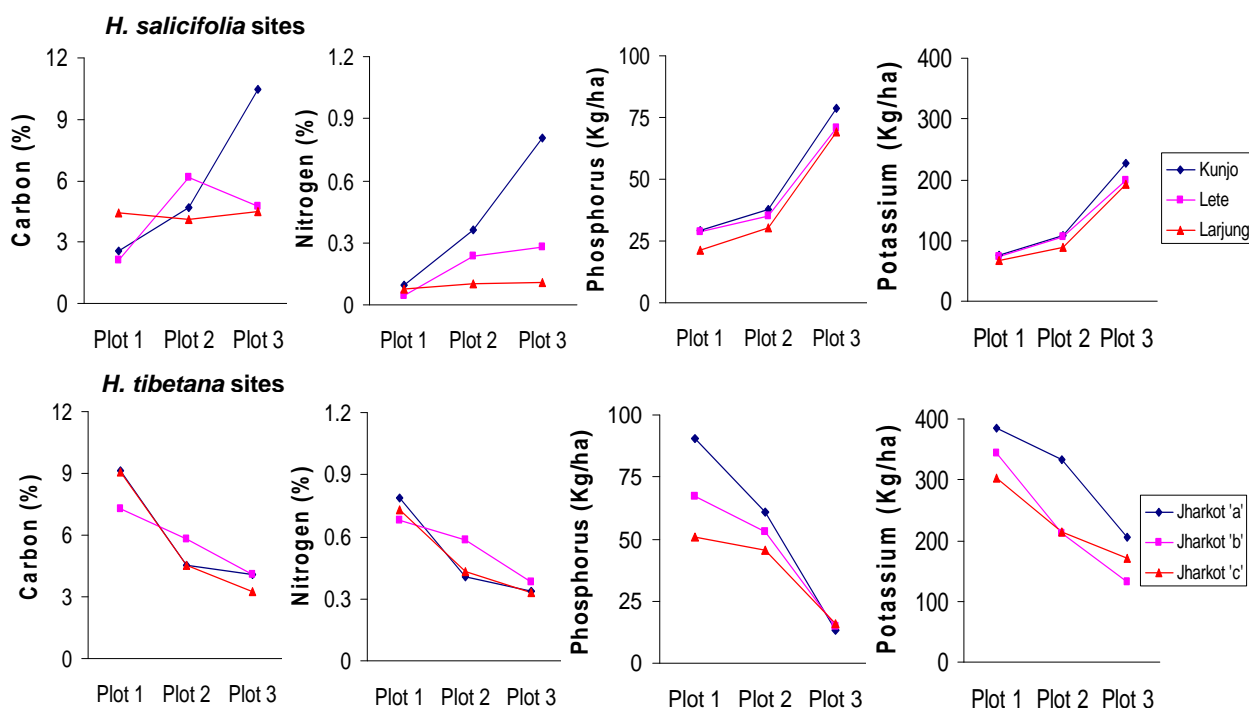 H. salicifolia sites
Carbon (%)
12
9
6
3
0
Plot 1 Plot 2 Plot 3
Nitrogen (%)
1.2
0.9
0.6
0.3
0
Plot 1 Plot 2 Plot 3
Phosphorus (Kg/ha)
100
75
50
25
0
Plot 1 Plot 2 Plot 3
Potassium (Kg/ha)
400
300
200
100
0
Plot 1 Plot 2 Plot 3
Kunjo
Lete
Larjung
H. tibetana sites
Carbon (%)
12
9
6
3
0
Plot 1 Plot 2 Plot 3
Nitrogen (%)
1.2
0.9
0.6
0.3
0
Plot 1 Plot 2 Plot 3
Phosphorus (Kg/ha)
100
75
50
25
0
Plot 1 Plot 2 Plot 3
Potassium (Kg/ha)
400
300
200
100
0
Plot 1 Plot 2 Plot 3
Jharkot 'a'
Jharkot 'b'
Jharkot 'c'